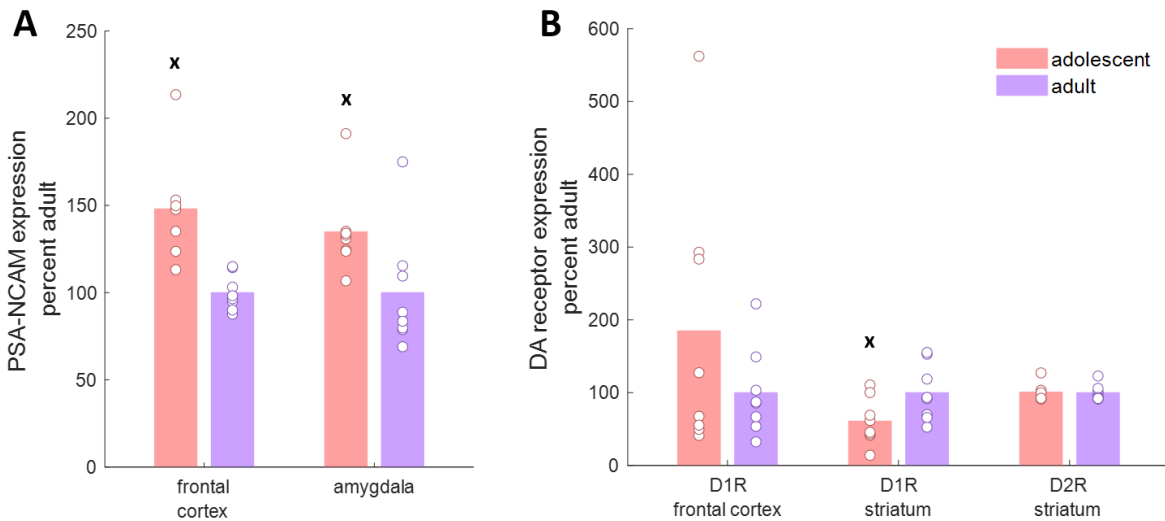 A
PSA-NCAM expression
percent adult
250
200
150
100
50
0
x
x
frontal
cortex
amygdala
B
DA receptor expression
percent adult
600
500
400
300
200
100
0
x
adolescent
adult
D1R
frontal cortex
D1R
striatum
D2R
striatum